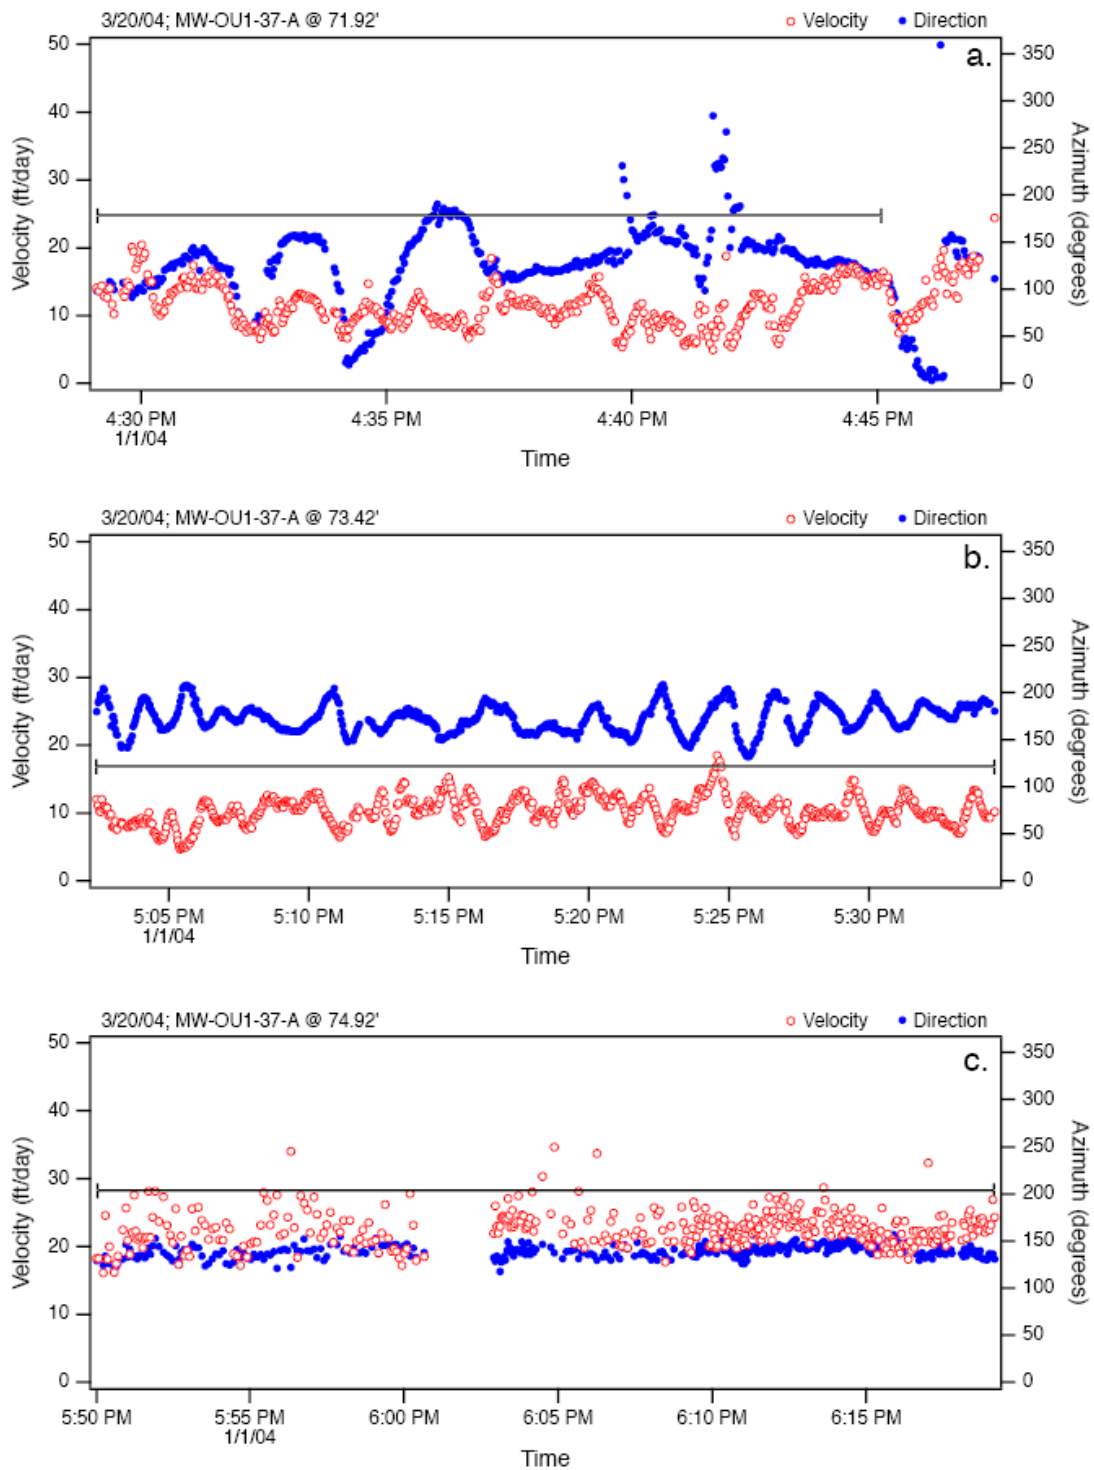 3/20/04; MW-OU1-37-A @ 71.92' Velocity Direction
a.
50
40
30
20
10
0
350
300
250
200
150
100
50
0
Velocity (ft/day)
Azimuth (degrees)
4:30 PM 4:35 PM 4:40 PM 4:45 PM
1/1/04
Time
3/20/04; MW-OU1-37-A @ 73.42' Velocity Direction
b.
50
40
30
20
10
0
350
300
250
200
150
100
50
0
Velocity (ft/day)
Azimuth (degrees)
5:05 PM 5:10 PM 5:15 PM 5:20 PM 5:25 PM 5:30 PM
1/1/04
Time
3/20/04; MW-OU1-37-A @ 74.92' Velocity Direction
c.
50
40
30
20
10
0
350
300
250
200
150
100
50
0
Velocity (ft/day)
Azimuth (degrees)
5:50 PM 5:55 PM 6:00 PM 6:05 PM 6:10 PM 6:15 PM
1/1/04
Time